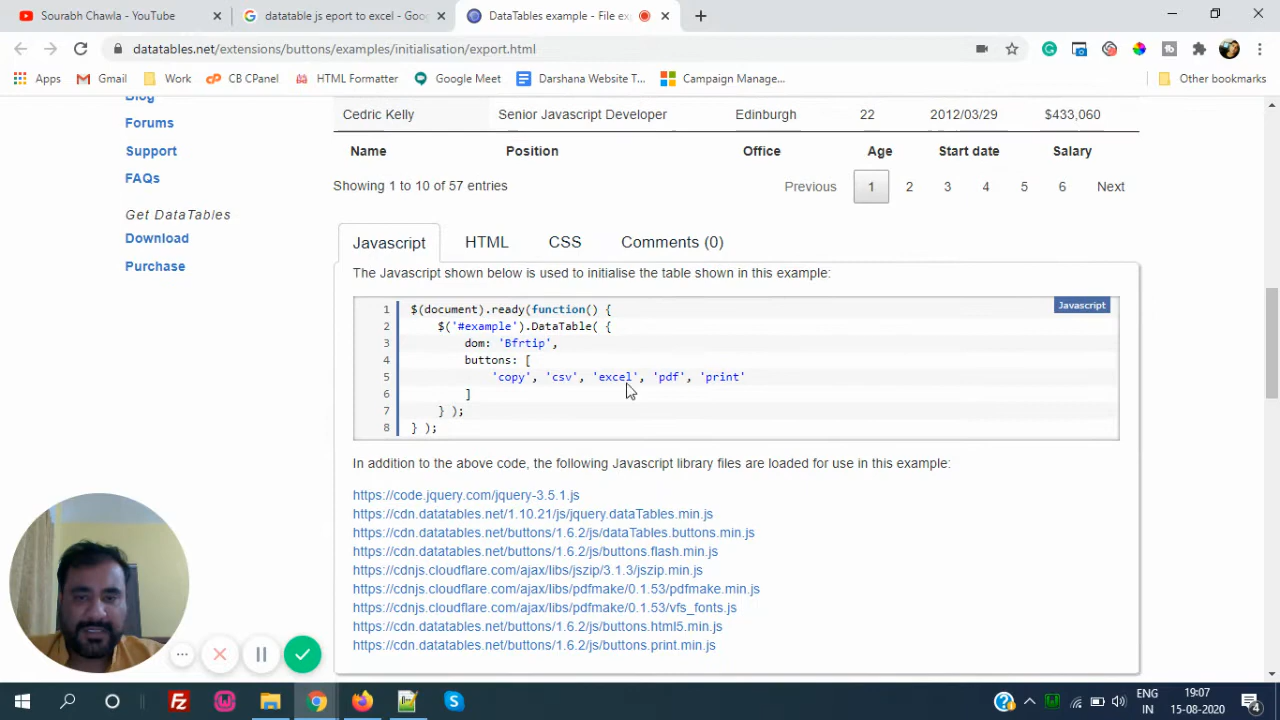 Sourabh Chawla - YouTube
datatable js eport to excel - Goo
DataTables example - File ex
datatables.net/extensions/buttons/examples/initialisation/export.html
Apps
Gmail
Work
CB CPanel
HTML Formatter
Google Meet
Darshana Website T...
Campaign Manage...
Other bookmarks
Blog
Forums
Support
FAQs
Get DataTables
Download
Purchase
Cedric Kelly Senior Javascript Developer Edinburgh 22 2012/03/29 $433,060
Name Position Office Age Start date Salary
Showing 1 to 10 of 57 entries
Previous 1 2 3 4 5 6 Next
Javascript HTML CSS Comments (0)
The Javascript shown below is used to initialise the table shown in this example:
Javascript
1 $(document).ready(function() {
2 $('#example').DataTable( {
3 dom: 'Bfrtip',
4 buttons: [
5 'copy', 'csv', 'excel', 'pdf', 'print'
6 ]
7 } );
8 } );
In addition to the above code, the following Javascript library files are loaded for use in this example:
https://code.jquery.com/jquery-3.5.1.js
https://cdn.datatables.net/1.10.21/js/jquery.dataTables.min.js
https://cdn.datatables.net/buttons/1.6.2/js/dataTables.buttons.min.js
https://cdn.datatables.net/buttons/1.6.2/js/buttons.flash.min.js
https://cdnjs.cloudflare.com/ajax/libs/jszip/3.1.3/jszip.min.js
https://cdnjs.cloudflare.com/ajax/libs/pdfmake/0.1.53/pdfmake.min.js
https://cdnjs.cloudflare.com/ajax/libs/pdfmake/0.1.53/vfs_fonts.js
https://cdn.datatables.net/buttons/1.6.2/js/buttons.html5.min.js
https://cdn.datatables.net/buttons/1.6.2/js/buttons.print.min.js
ENG
IN
19:07
15-08-2020
4